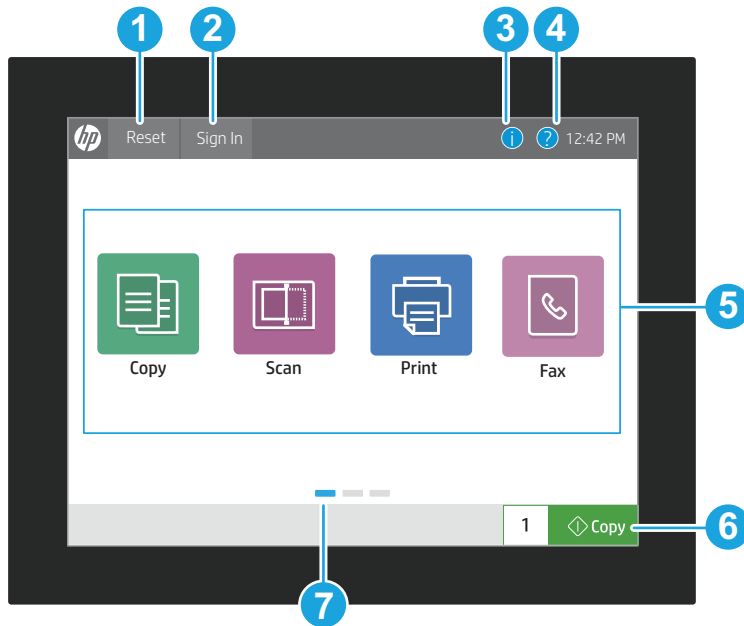 1 2 3 4
hp Reset Sign In i ? 12:42 PM
5
Copy Scan Print Fax
1 Copy 6
7